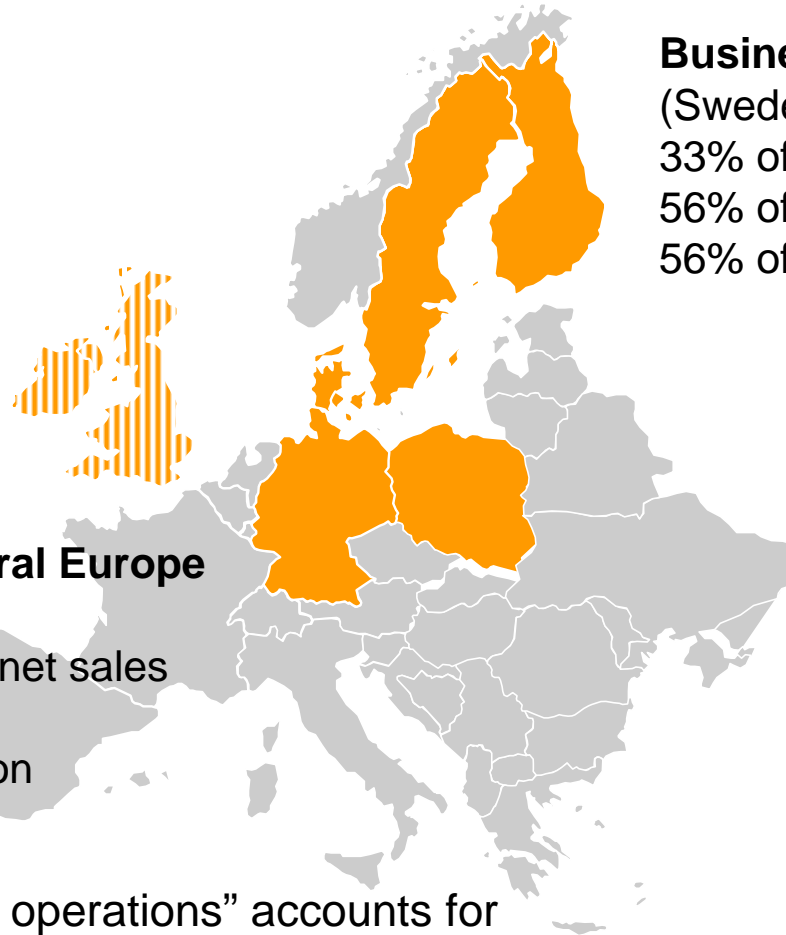 Busine
(Swede
33% of
56% of
56% of
ral Europe
net sales
on
operations” accounts for